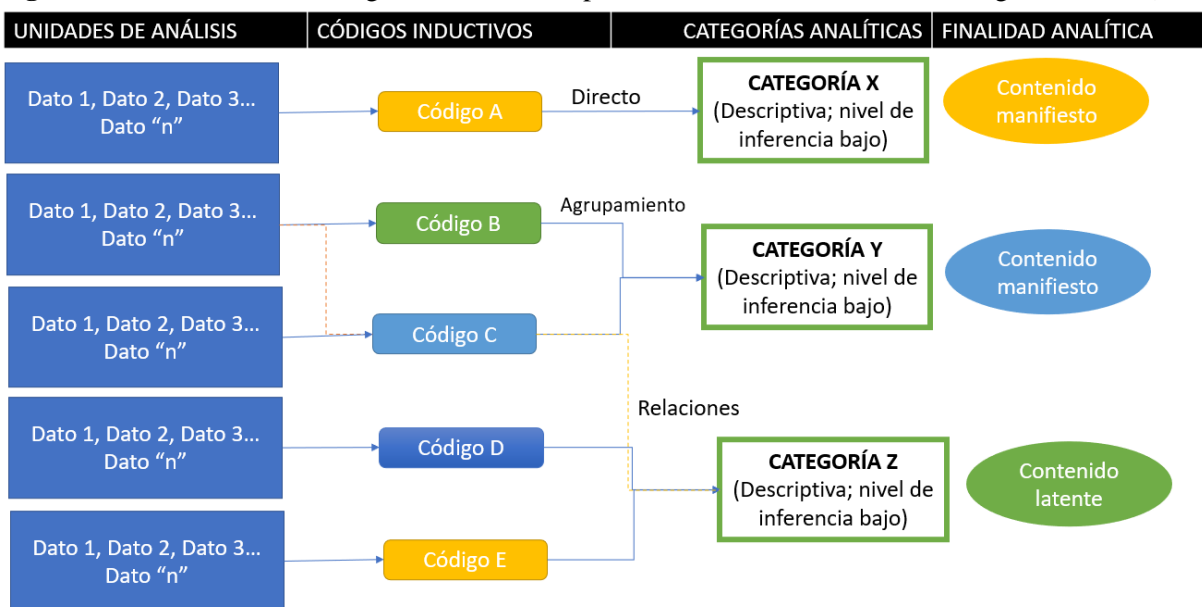 UNIDADES DE ANÁLISIS
CÓDIGOS INDUCTIVOS
CATEGORÍAS ANALÍTICAS
FINALIDAD ANALÍTICA
Dato 1, Dato 2, Dato 3...
Dato “n”
Código A
Directo
CATEGORÍA X
(Descriptiva; nivel de
inferencia bajo)
Contenido
manifiesto
Dato 1, Dato 2, Dato 3...
Dato “n”
Código B
Agrupamiento
CATEGORÍA Y
(Descriptiva; nivel de
inferencia bajo)
Contenido
manifiesto
Dato 1, Dato 2, Dato 3...
Dato “n”
Código C
Relaciones
Dato 1, Dato 2, Dato 3...
Dato “n”
Código D
CATEGORÍA Z
(Descriptiva; nivel de
inferencia bajo)
Contenido
latente
Dato 1, Dato 2, Dato 3...
Dato “n”
Código E